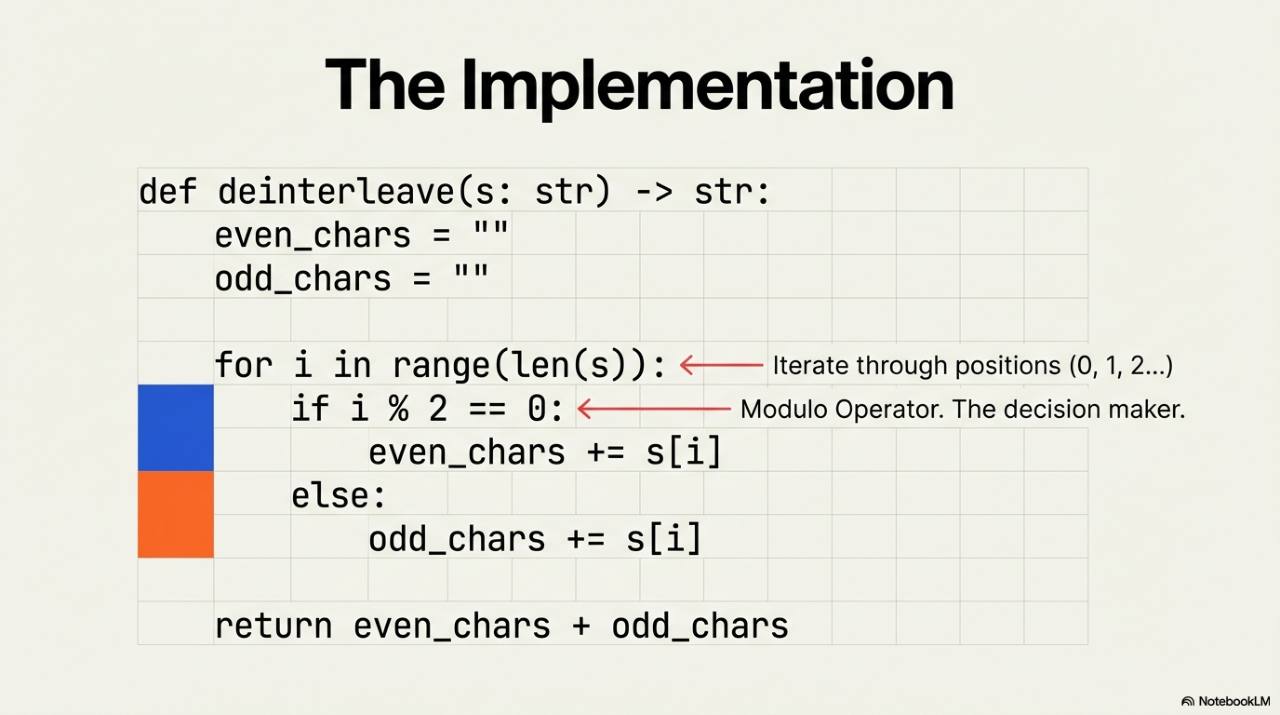 The Implementation
def deinterleave(s: str) -> str:
    even_chars = ""
    odd_chars = ""
    for i in range(len(s)): Iterate through positions (0, 1, 2...)
        if i % 2 == 0: Modulo Operator. The decision maker.
            even_chars += s[i]
        else:
            odd_chars += s[i]
    return even_chars + odd_chars
NotebookLM